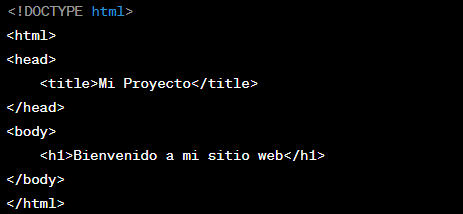 <!DOCTYPE html>
<html>
<head>
    <title>Mi Proyecto</title>
</head>
<body>
    <h1>Bienvenido a mi sitio web</h1>
</body>
</html>